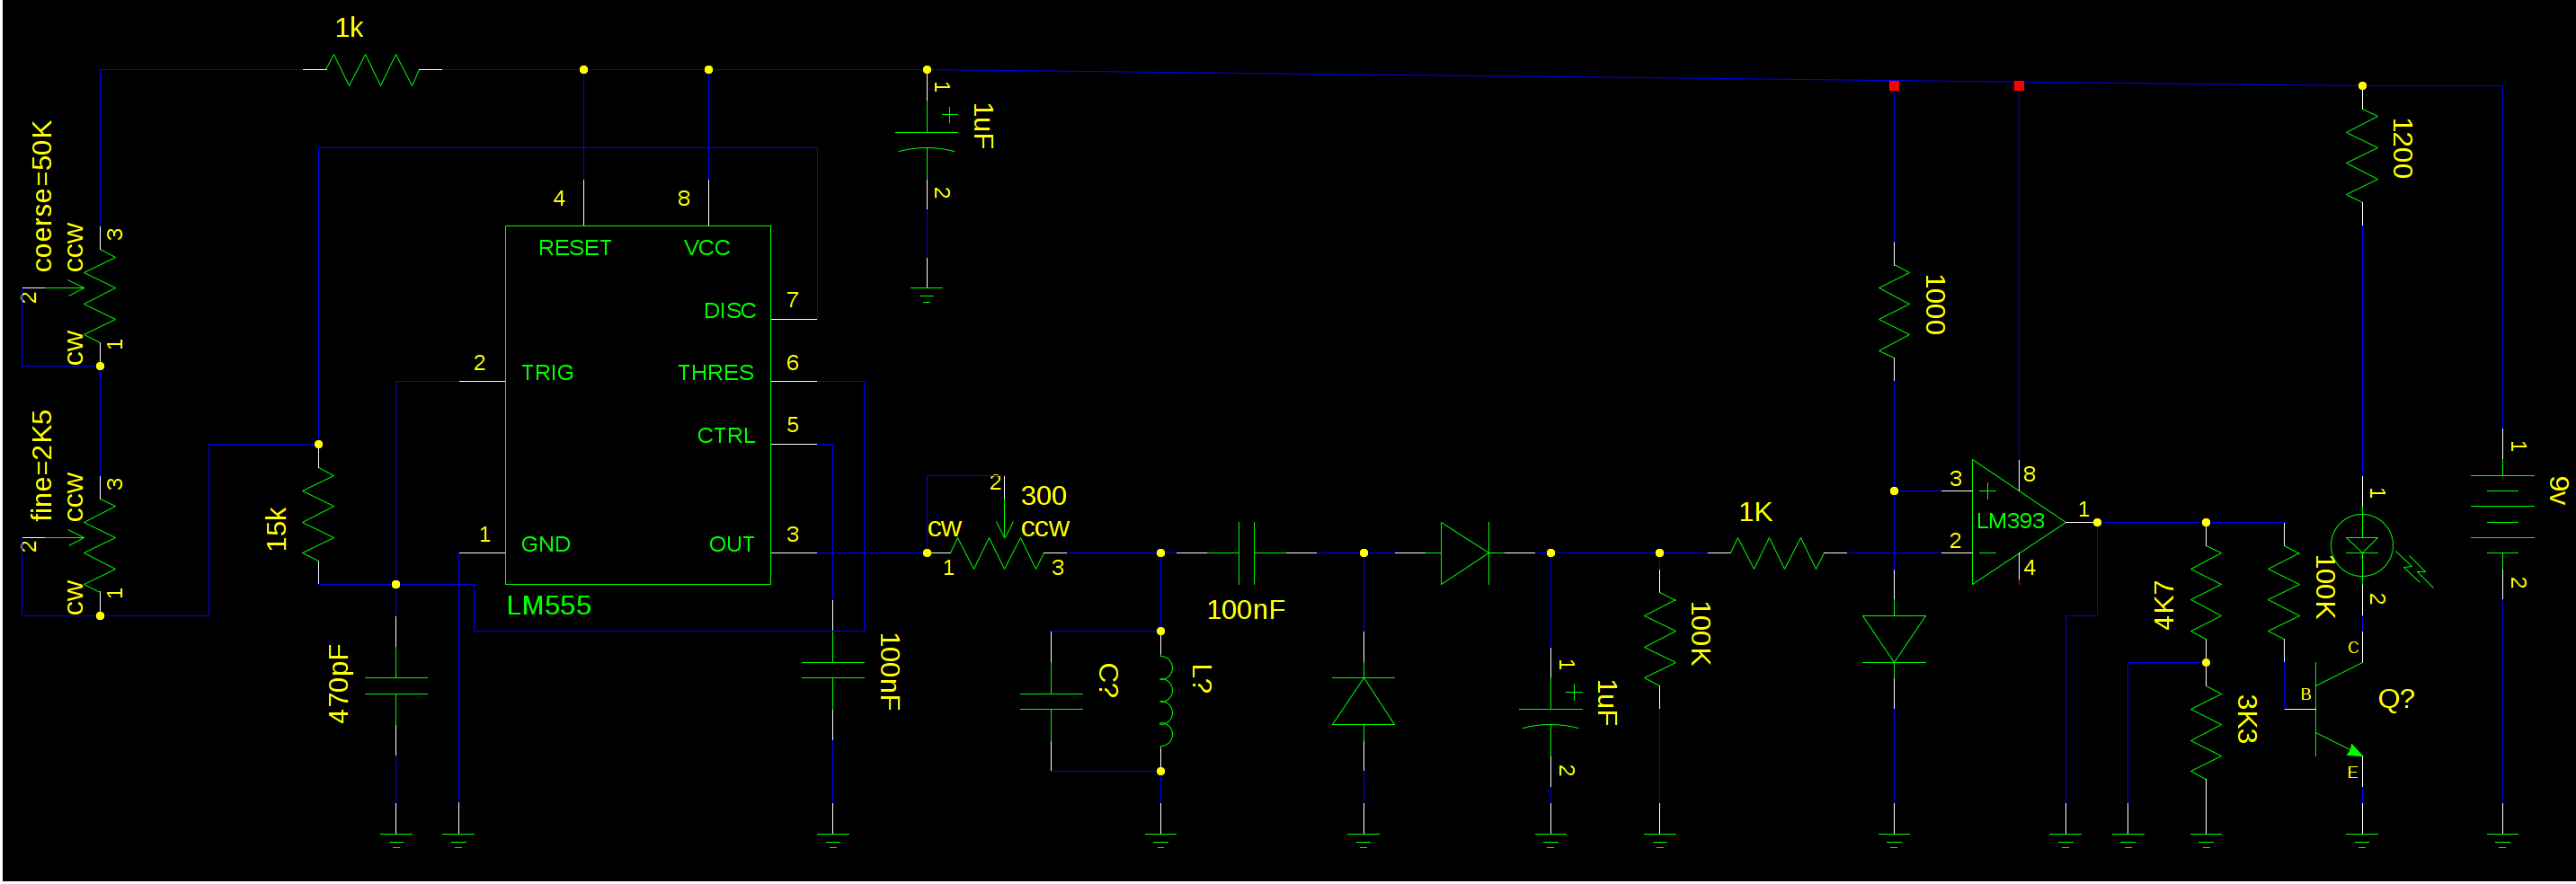 1k
coerse=50K
ccw
3
2
cw
1
fine=2K5
ccw
3
2
cw
1
15k
470pF
4
8
RESET
VCC
DISC
7
2
TRIG
THRES
6
CTRL
5
1
GND
OUT
3
LM555
100nF
1
+
1uF
2
2
300
cw
ccw
1
3
C?
L?
100nF
1
+
1uF
2
100K
1K
1000
3
+
8
LM393
1
2
4
4K7
3K3
100K
1200
1
2
C
B
E
Q?
1
9v
2